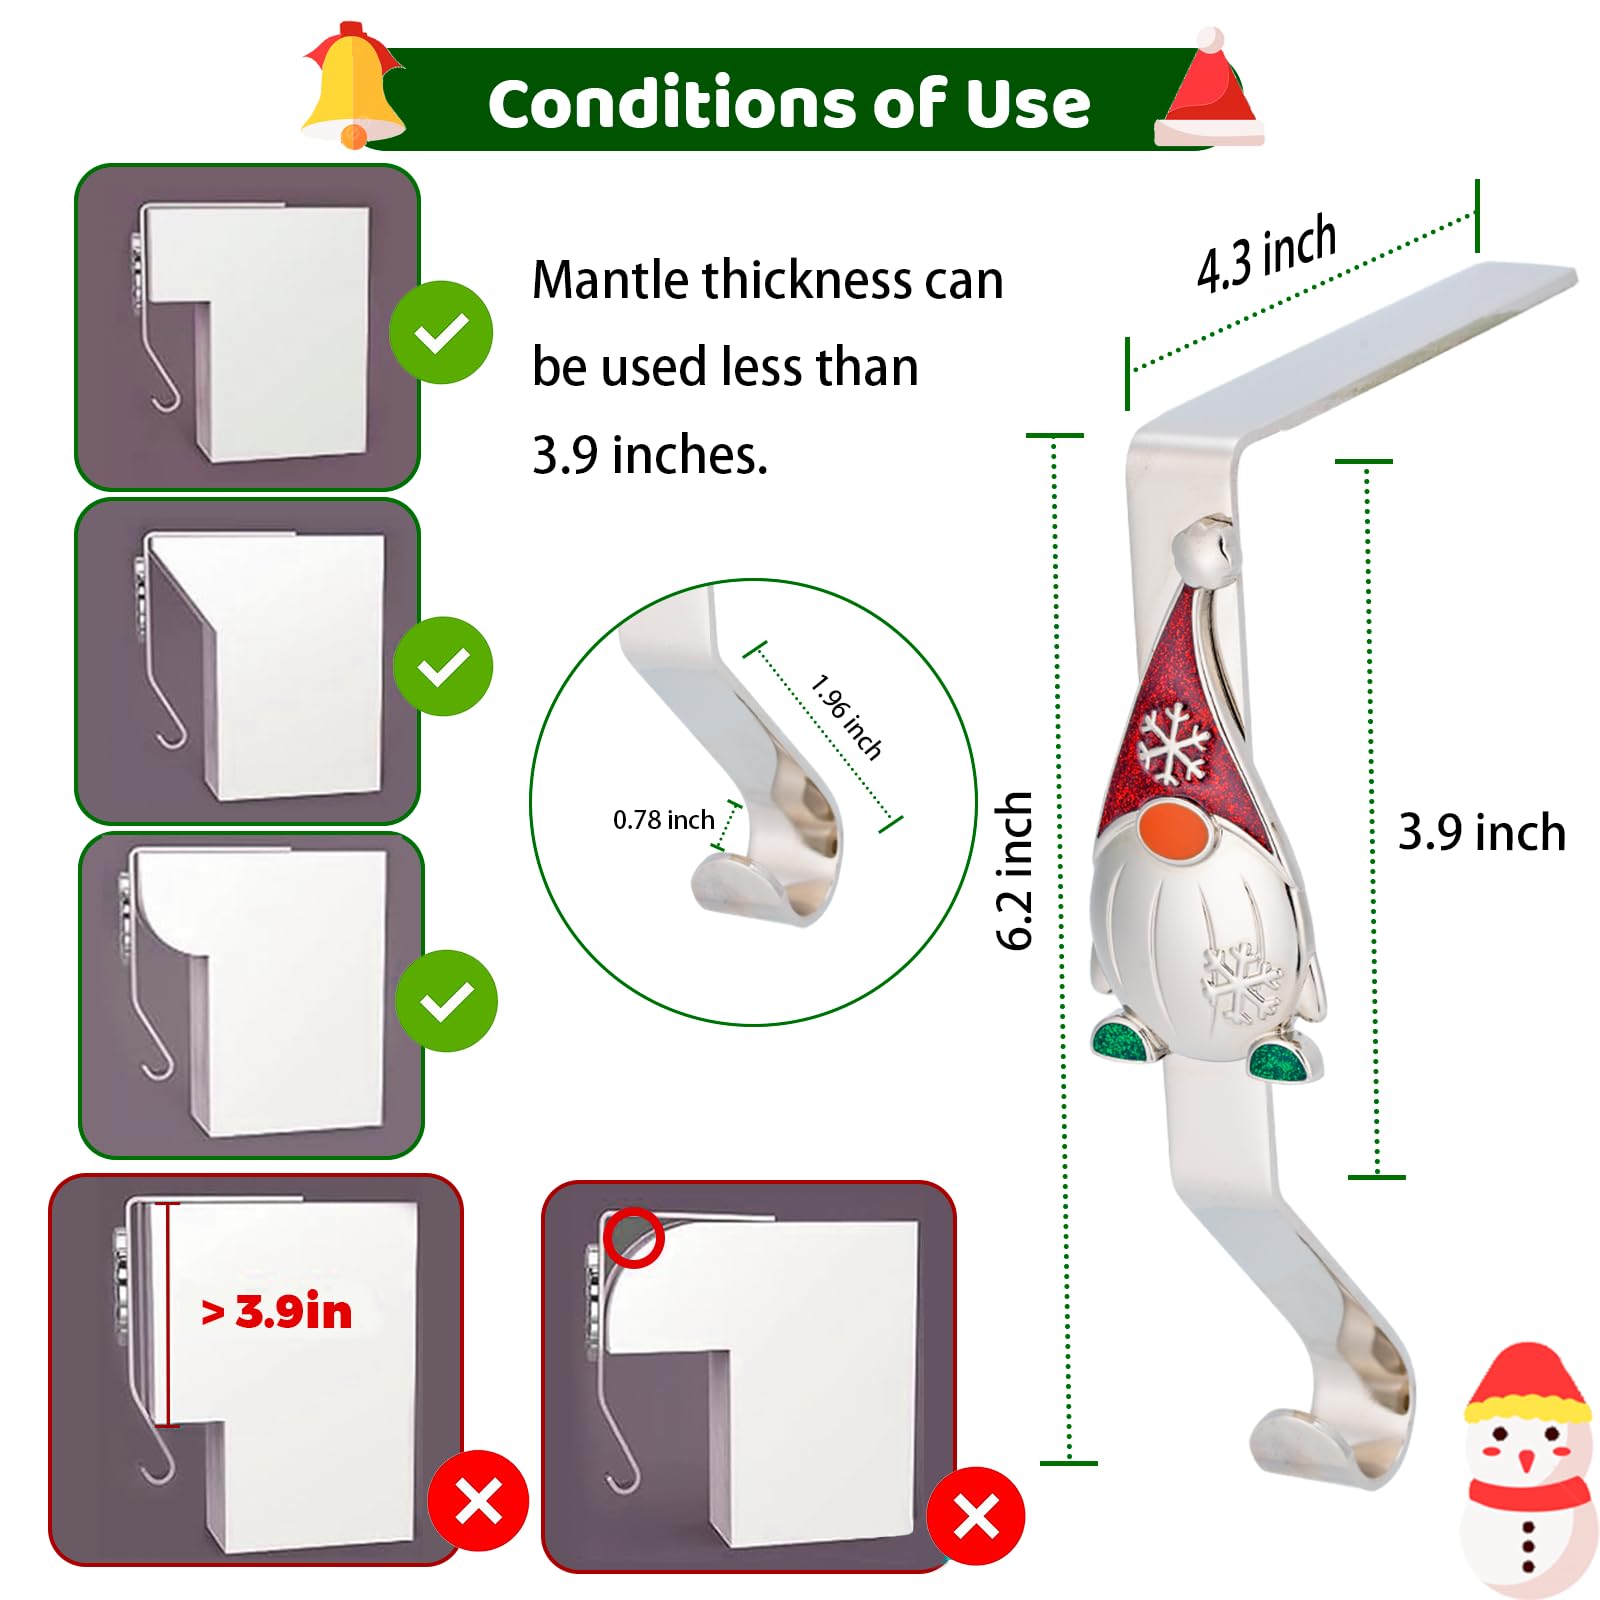 Conditions of Use
Mantle thickness can
be used less than
3.9 inches.
4.3 inch
6.2 inch
3.9 inch
1.96 inch
0.78 inch
> 3.9in